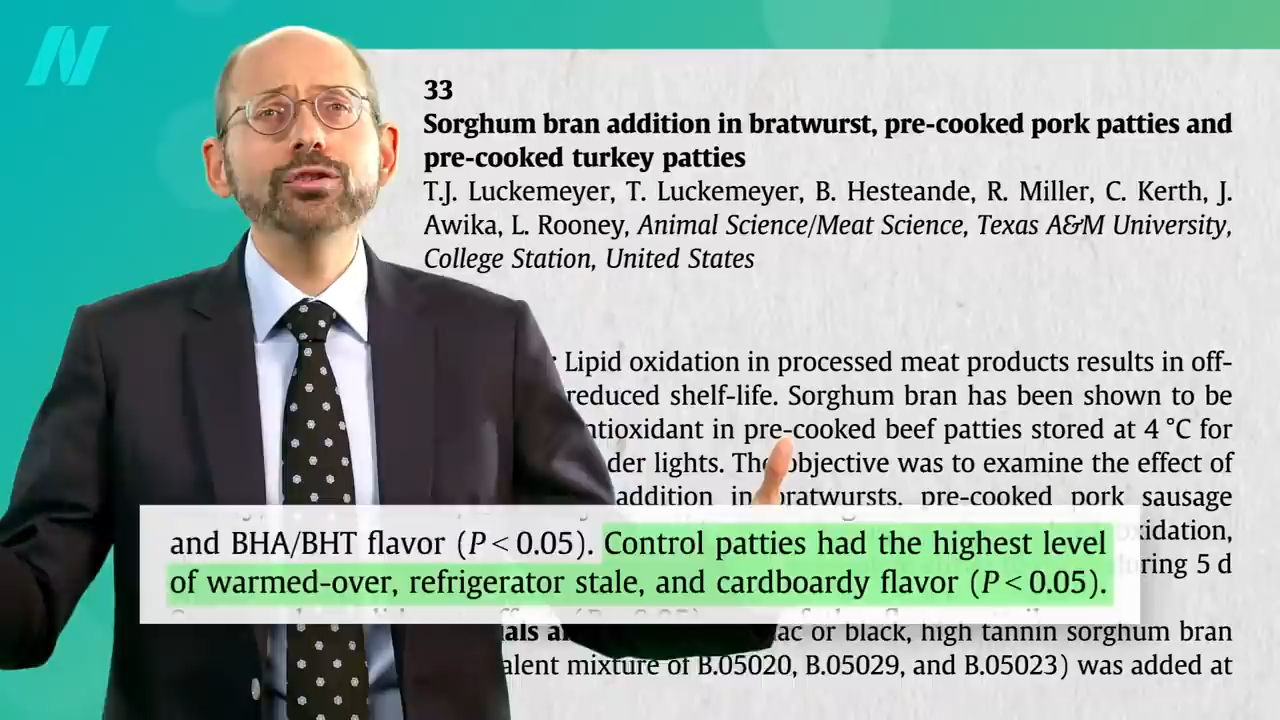 33
Sorghum bran addition in bratwurst, pre-cooked pork patties and
pre-cooked turkey patties
T.J. Luckemeyer, T. Luckemeyer, B. Hesteande, R. Miller, C. Kerth, J.
Awika, L. Rooney, Animal Science/Meat Science, Texas A&M University,
College Station, United States
: Lipid oxidation in processed meat products results in off-
reduced shelf-life. Sorghum bran has been shown to be
ntioxidant in pre-cooked beef patties stored at 4 °C for
der lights. The objective was to examine the effect of
addition in bratwursts, pre-cooked pork sausage
oxidation,
and BHA/BHT flavor (P < 0.05). Control patties had the highest level
of warmed-over, refrigerator stale, and cardboardy flavor (P < 0.05).
uring 5 d
or black, high tannin sorghum bran
alent mixture of B.05020, B.05029, and B.05023) was added at